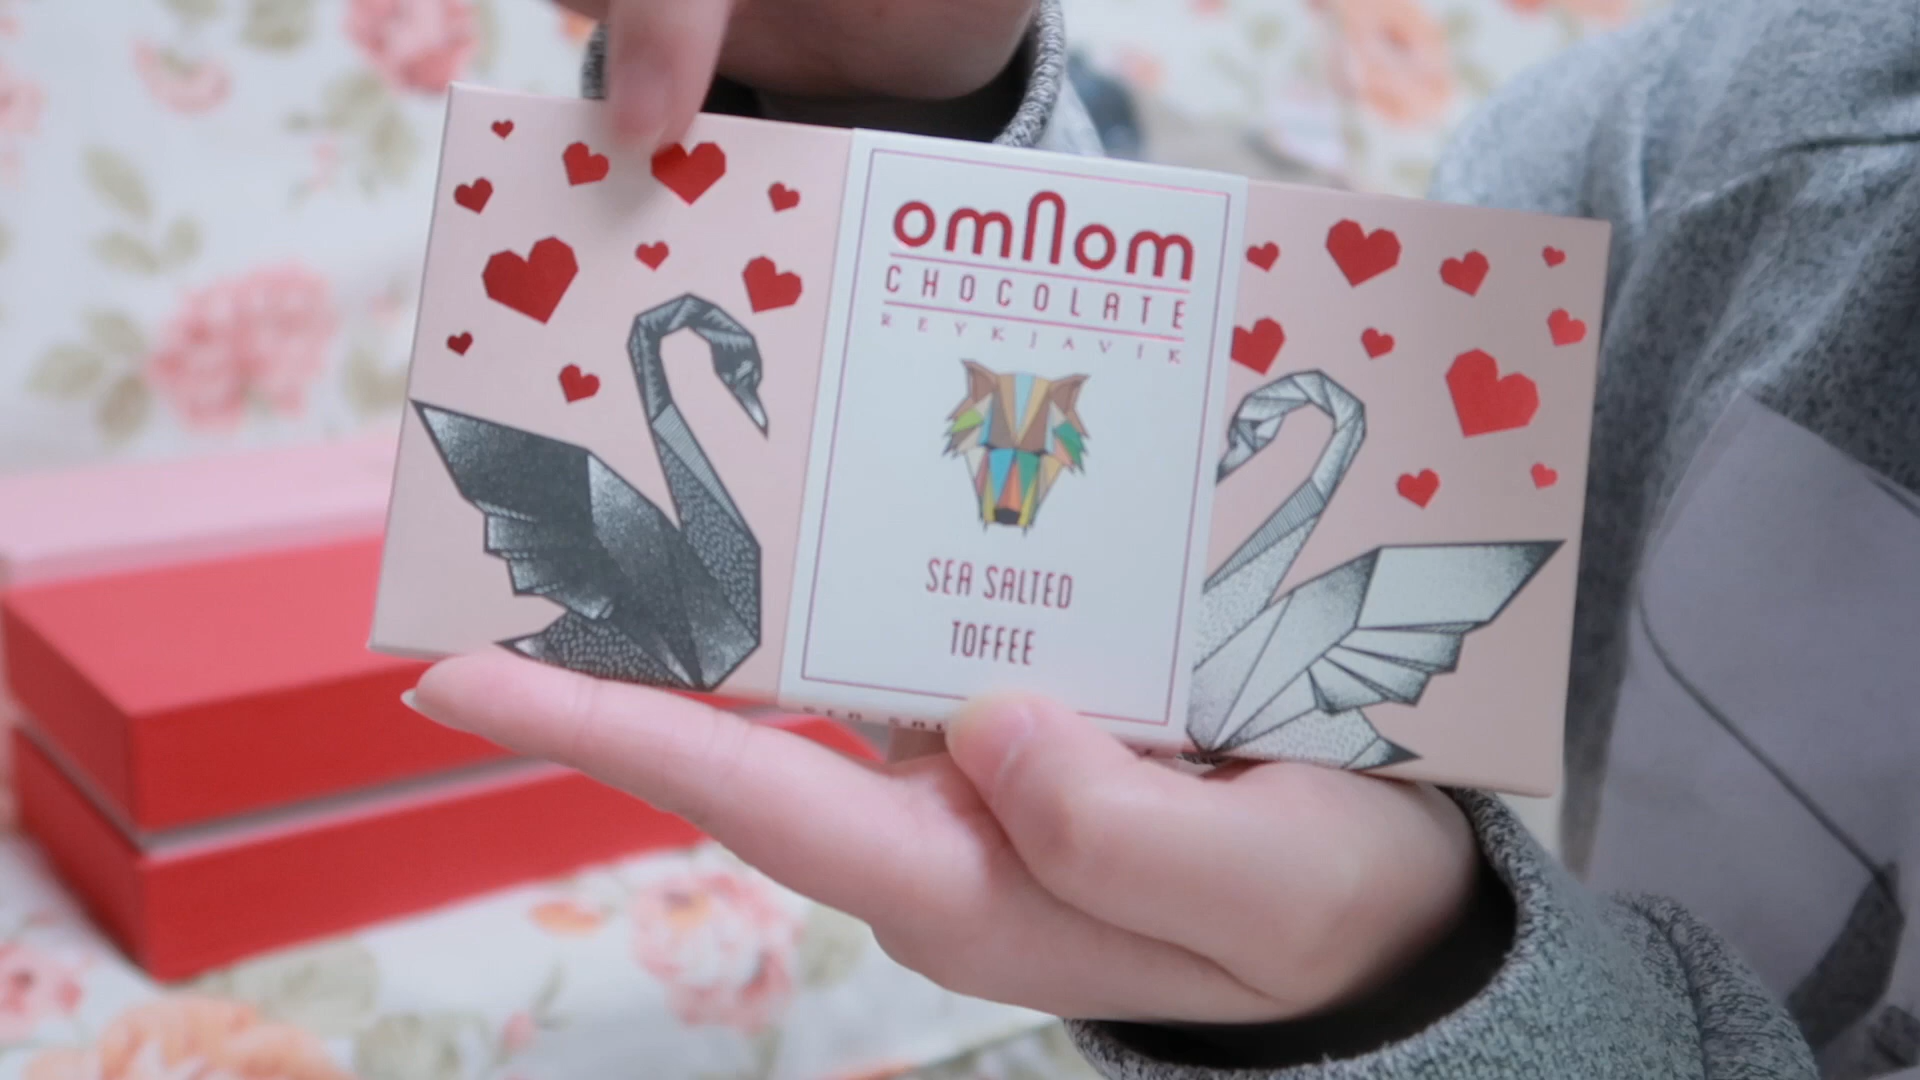 omnom
CHOCOLATE
REYKJAVÍK
SEA SALTED
TOFFEE